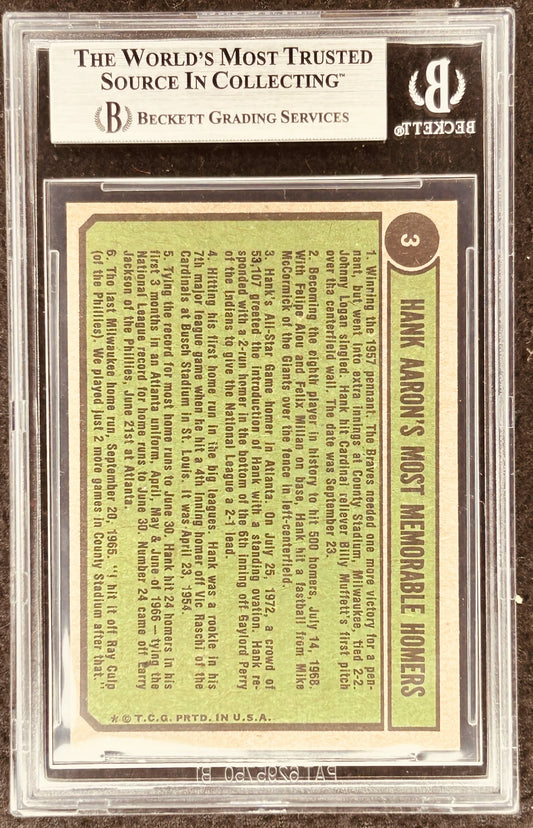 THE WORLD'S MOST TRUSTED
SOURCE IN COLLECTING™
B BECKETT GRADING SERVICES
B
BECKETT®
3
HANK AARON'S MOST MEMORABLE HOMERS
1. Winning the 1957 pennant. The Braves needed one more victory for a pen-
nant, but went into extra innings at County Stadium, Milwaukee, tied 2-2.
Johnny Logan singled. Hank hit Cardinal reliever Billy Muffett's first pitch
over the centerfield wall. The date was September 23.
2. Becoming the eighth player in history to hit 500 homers, July 14, 1968.
With Felipe Alou and Felix Millan on base, Hank hit a fastball from Mike
McCormick of the Giants over the fence in left-centerfield.
3. Hank's All-Star Game homer in Atlanta. On July 25, 1972, a crowd of
53,107 greeted the introduction of Hank with a standing ovation. Hank re-
sponded with a 2-run homer in the bottom of the 6th inning off Gaylord Perry
of the Indians to give the National League a 2-1 lead.
4. Hitting his first home run in the big leagues. Hank was a rookie in his
7th major league game when he hit a 4th inning homer off Vic Raschi of the
Cardinals at Busch Stadium in St. Louis. It was April 23, 1954.
5. Tying the record for most home runs to June 30. Hank hit 24 homers in his
first 3 months in an Atlanta uniform, April, May & June of 1966 — tying the
National League record for home runs to June 30. Number 24 came off Larry
Jackson of the Phillies, June 21st at Atlanta.
6. The last Milwaukee home run, September 20, 1965. "I hit it off Ray Culp
(of the Phillies). We played just 2 more games in County Stadium after that."
*© T.C.G. PRTD. IN U.S.A.